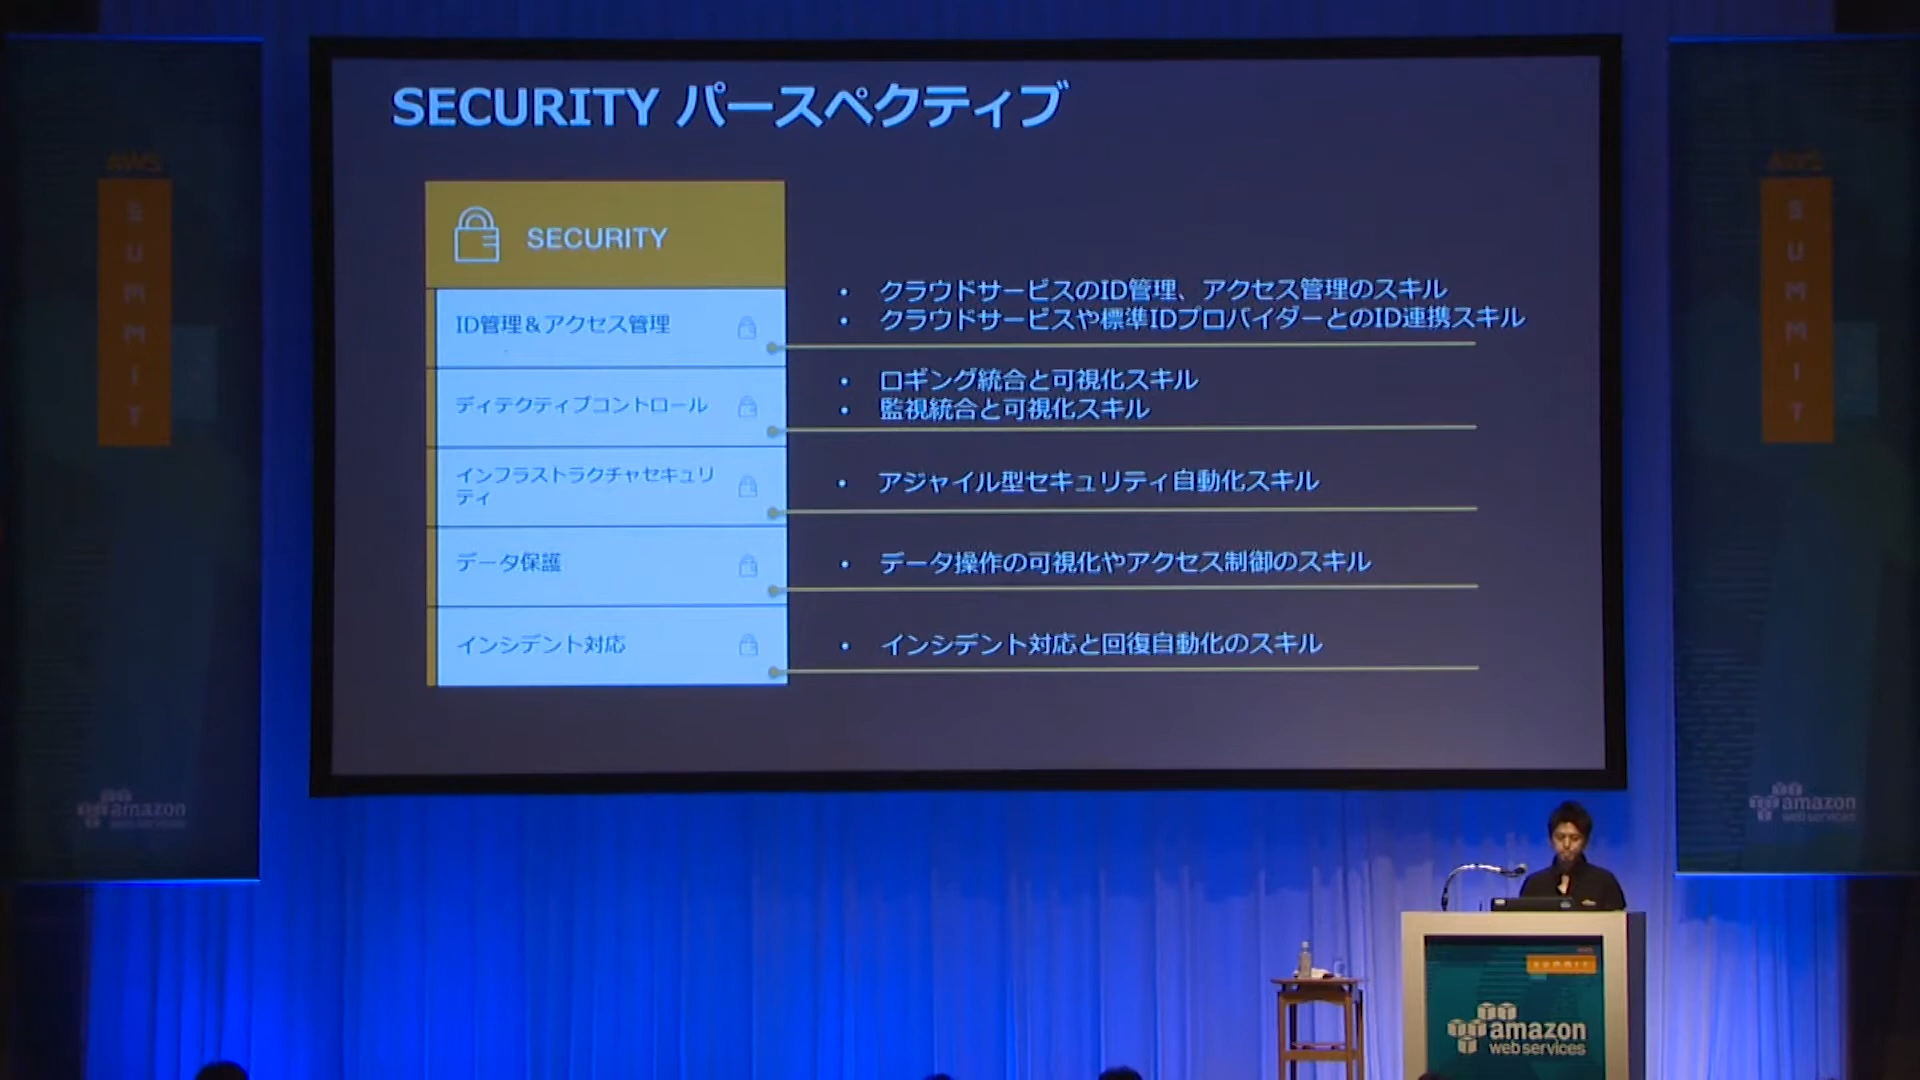 SECURITY パースペクティブ
SECURITY
ID管理＆アクセス管理
• クラウドサービスのID管理、アクセス管理のスキル
• クラウドサービスや標準IDプロバイダーとのID連携スキル
ディテクティブコントロール
• ロギング統合と可視化スキル
• 監視統合と可視化スキル
インフラストラクチャセキュリ
ティ
• アジャイル型セキュリティ自動化スキル
データ保護
• データ操作の可視化やアクセス制御のスキル
インシデント対応
• インシデント対応と回復自動化のスキル
AWS
SUMMIT
amazon
web services
AWS
SUMMIT
amazon
web services
AWS
SUMMIT
amazon
web services